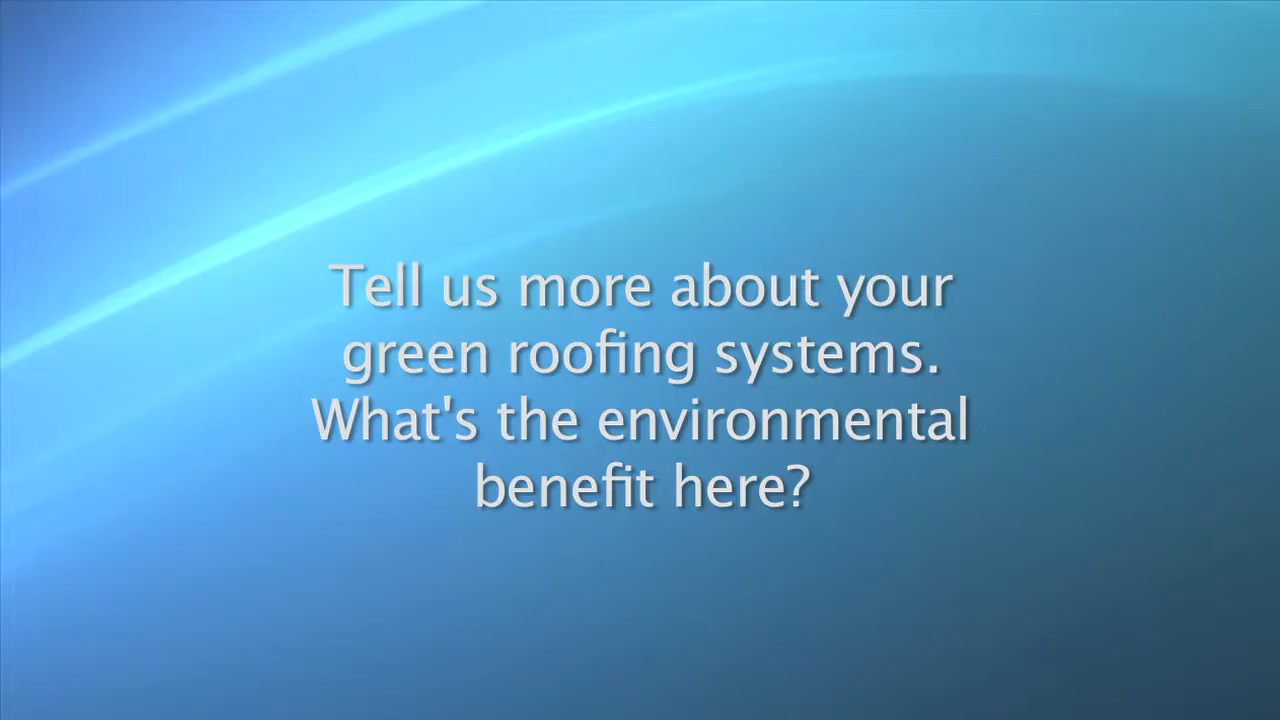 Tell us more about your
green roofing systems.
What's the environmental
benefit here?